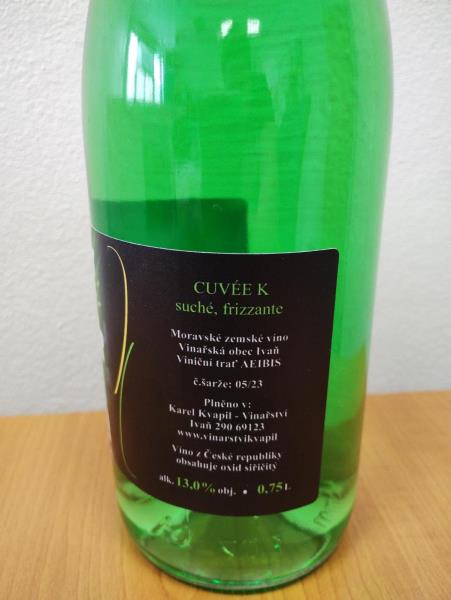 CUVÉE K
suché, frizzante
Moravské zemské víno
Vinařská obec Ivaň
Viniční trať AEIBIS
č.šarže: 05/23
Plněno v:
Karel Kvapil - Vinařství
Ivaň 290 69123
www.vinarstvikvapil
Víno z České republiky
obsahuje oxid siřičitý
alk. 13,0 % obj. • 0,75 L